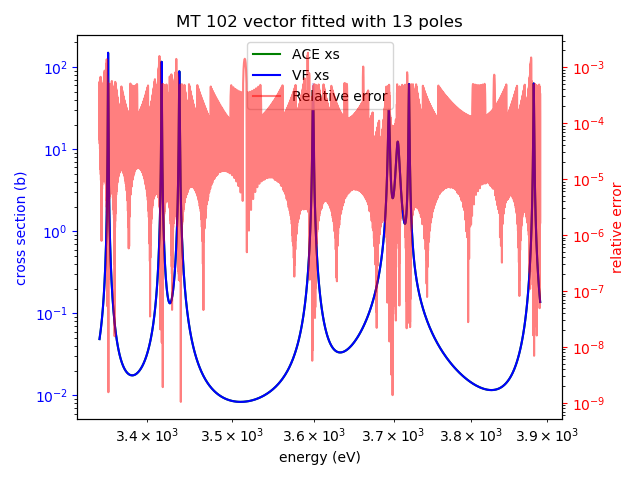 MT 102 vector fitted with 13 poles
ACE xs
VF xs
Relative error
cross section (b)
10²
10¹
10⁰
10⁻¹
10⁻²
10⁻³
10⁻⁴
10⁻⁵
10⁻⁶
10⁻⁷
10⁻⁸
10⁻⁹
relative error
3.4 × 10³ 3.5 × 10³ 3.6 × 10³ 3.7 × 10³ 3.8 × 10³ 3.9 × 10³
energy (eV)